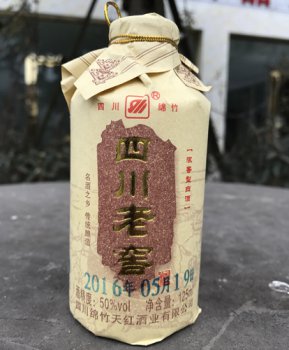 四川 绵竹
四川老窖
浓香型白酒
名酒之乡 传统酿造
2016年05月19
酒精度:50%vol 净含量:125ml
四川绵竹天红酒业有限公司